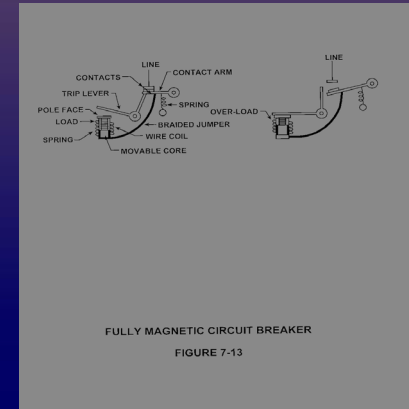 LINE
CONTACTS
CONTACT ARM
TRIP LEVER
SPRING
POLE FACE
LOAD
BRAIDED JUMPER
WIRE COIL
SPRING
MOVABLE CORE
LINE
OVER-LOAD
FULLY MAGNETIC CIRCUIT BREAKER
FIGURE 7-13